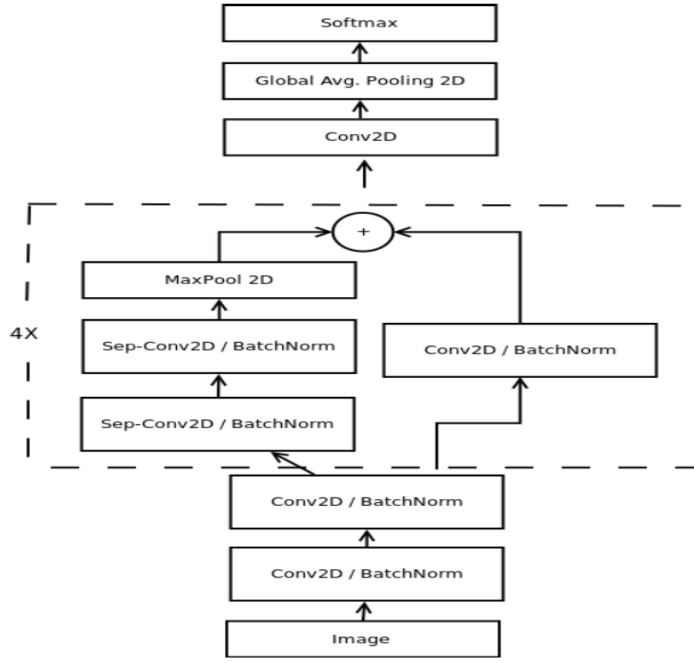 Softmax
Global Avg. Pooling 2D
Conv2D
+
MaxPool 2D
4X
Sep-Conv2D / BatchNorm
Conv2D / BatchNorm
Sep-Conv2D / BatchNorm
Conv2D / BatchNorm
Conv2D / BatchNorm
Image